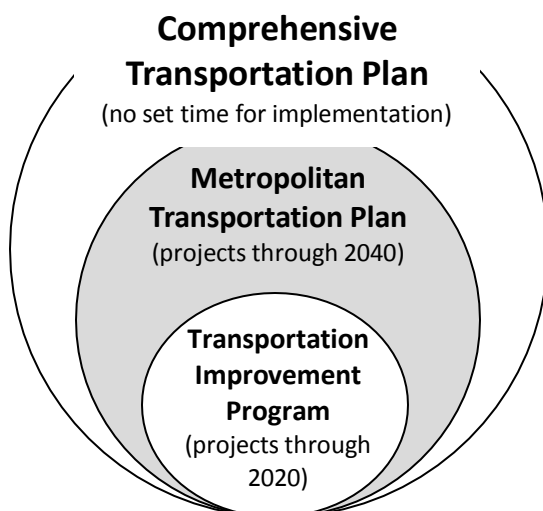 Comprehensive
Transportation Plan
(no set time for implementation)
Metropolitan
Transportation Plan
(projects through 2040)
Transportation
Improvement
Program
(projects through
2020)